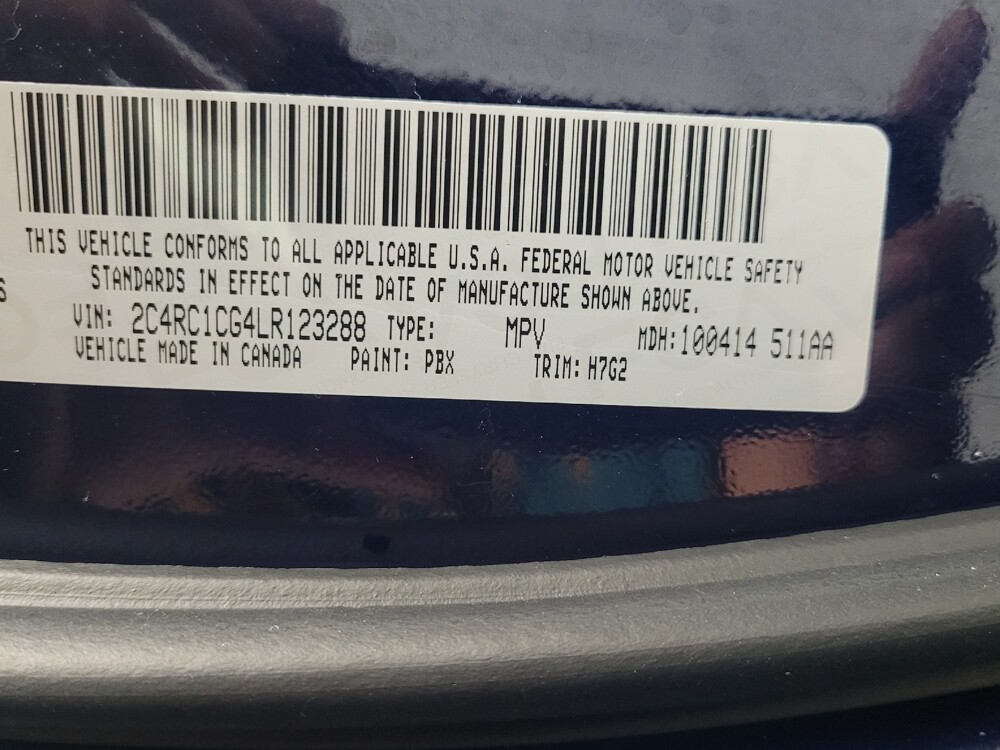 THIS VEHICLE CONFORMS TO ALL APPLICABLE U.S.A. FEDERAL MOTOR VEHICLE SAFETY
STANDARDS IN EFFECT ON THE DATE OF MANUFACTURE SHOWN ABOVE.
VIN: 2C4RC1CG4LR123288 TYPE: MPV MDH:100414 511AA
VEHICLE MADE IN CANADA PAINT: PBX TRIM: H7G2